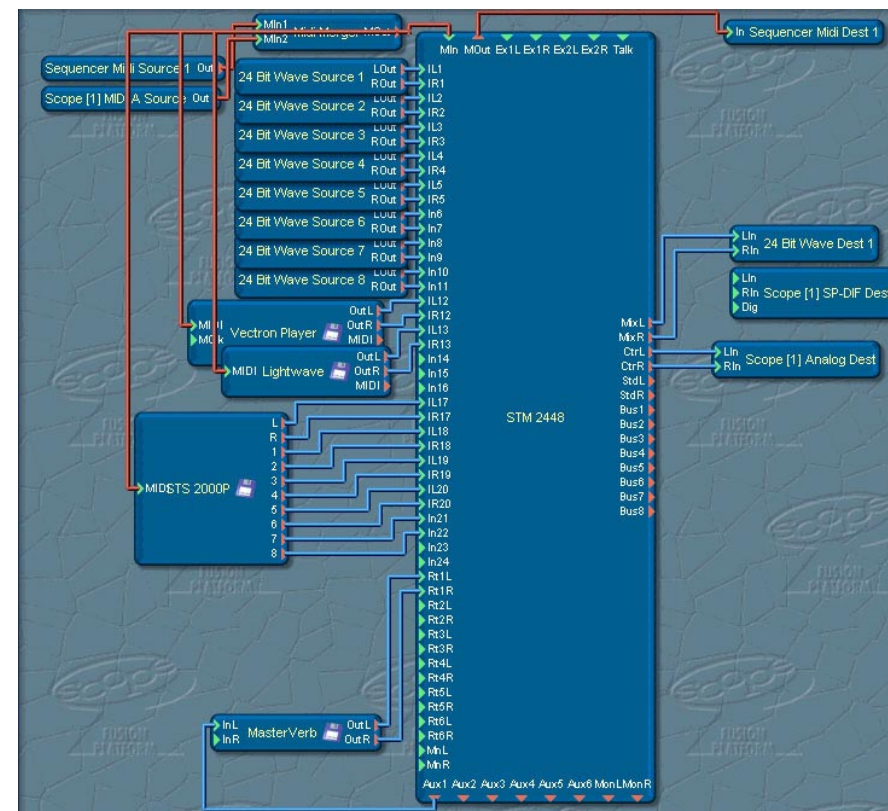 MIn1
MIn2
Midi Merger MOut
In Sequencer Midi Dest 1
MIn MOut Ex1L Ex1R Ex2L Ex2R Talk
Sequencer Midi Source 1 Out
Scope [1] MIDI A Source Out
24 Bit Wave Source 1 LOut ROut
24 Bit Wave Source 2 LOut ROut
24 Bit Wave Source 3 LOut ROut
24 Bit Wave Source 4 LOut ROut
24 Bit Wave Source 5 LOut ROut
24 Bit Wave Source 6 LOut ROut
24 Bit Wave Source 7 LOut ROut
24 Bit Wave Source 8 LOut ROut
IL1
IR1
IL2
IR2
IL3
IR3
IL4
IR4
IL5
IR5
In6
In7
In8
In9
In10
In11
IL12
IR12
IL13
IR13
In14
In15
In16
IL17
IR17
IL18
IR18
IL19
IR19
IL20
IR20
In21
In22
In23
In24
Rt1L
Rt1R
Rt2L
Rt2R
Rt3L
Rt3R
Rt4L
Rt4R
Rt5L
Rt5R
Rt6L
Rt6R
MnL
MnR
MIDI
Vectron Player
OutL
OutR
MIDI
MIDI Lightwave
OutL
OutR
MIDI
STS 2000P
L
R
1
2
3
4
5
6
7
8
InL
InR
MasterVerb
OutL
OutR
STM 2448
MixL
MixR
CtrL
CtrR
StdL
StdR
Bus1
Bus2
Bus3
Bus4
Bus5
Bus6
Bus7
Bus8
LIn
RIn 24 Bit Wave Dest 1
LIn
RIn Scope [1] SP-DIF Des
Dig
LIn
RIn Scope [1] Analog Dest
Aux1 Aux2 Aux3 Aux4 Aux5 Aux6 MonL MonR
scope
FUSION
PLATFORM